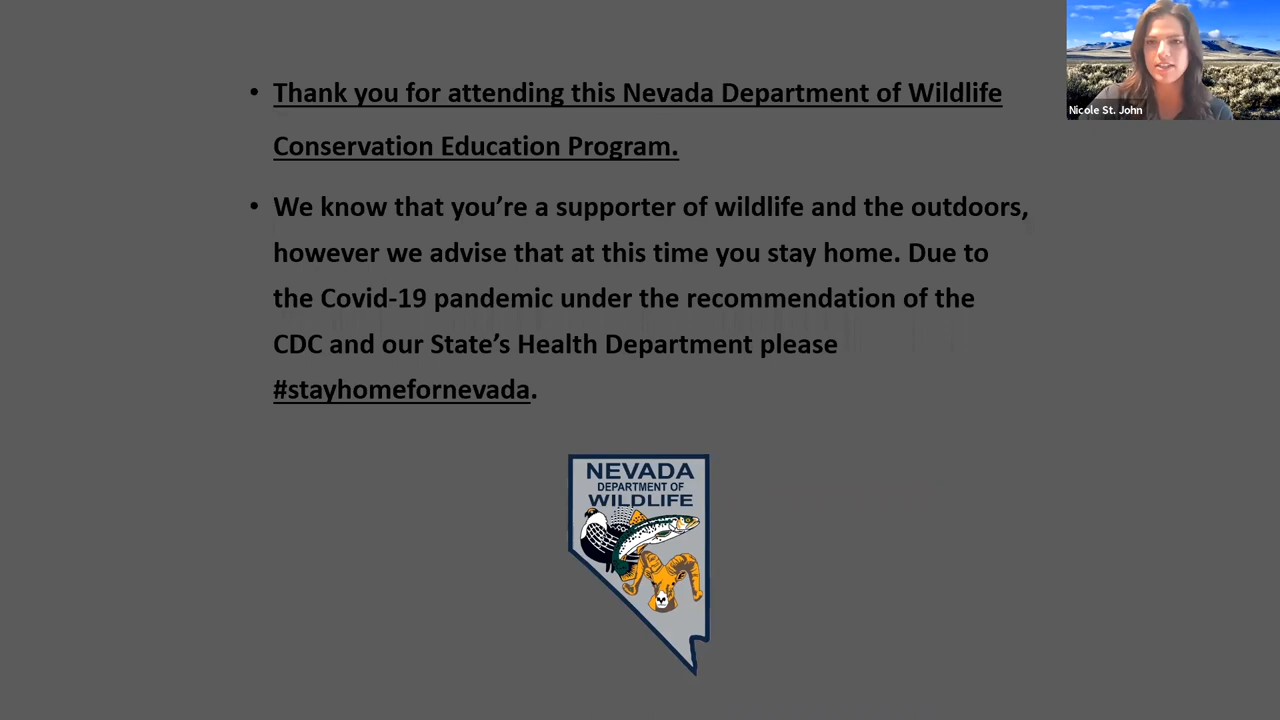 • Thank you for attending this Nevada Department of Wildlife
Conservation Education Program.
• We know that you’re a supporter of wildlife and the outdoors,
however we advise that at this time you stay home. Due to
the Covid-19 pandemic under the recommendation of the
CDC and our State’s Health Department please
#stayhomefornevada.
Nicole St. John
NEVADA
DEPARTMENT OF
WILDLIFE